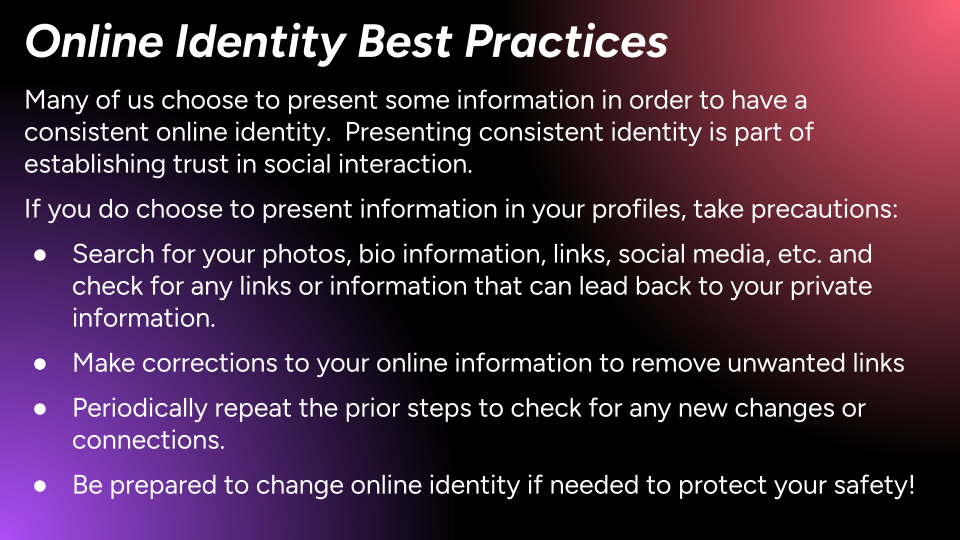 Online Identity Best Practices
Many of us choose to present some information in order to have a
consistent online identity.  Presenting consistent identity is part of
establishing trust in social interaction.
If you do choose to present information in your profiles, take precautions:
● Search for your photos, bio information, links, social media, etc. and
check for any links or information that can lead back to your private
information.
● Make corrections to your online information to remove unwanted links
● Periodically repeat the prior steps to check for any new changes or
connections.
● Be prepared to change online identity if needed to protect your safety!